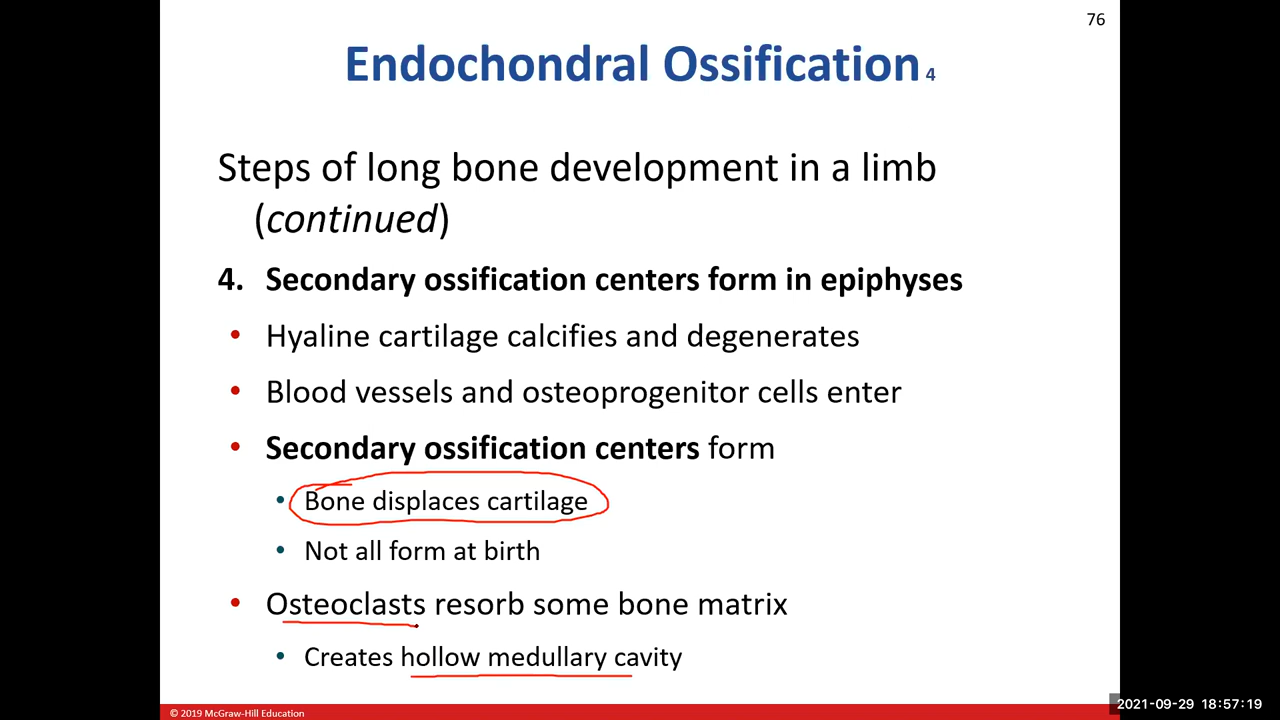 76
Endochondral Ossification 4
Steps of long bone development in a limb
(continued)
4. Secondary ossification centers form in epiphyses
• Hyaline cartilage calcifies and degenerates
• Blood vessels and osteoprogenitor cells enter
• Secondary ossification centers form
• Bone displaces cartilage
• Not all form at birth
• Osteoclasts resorb some bone matrix
• Creates hollow medullary cavity
© 2019 McGraw-Hill Education
2021-09-29 18:57:19